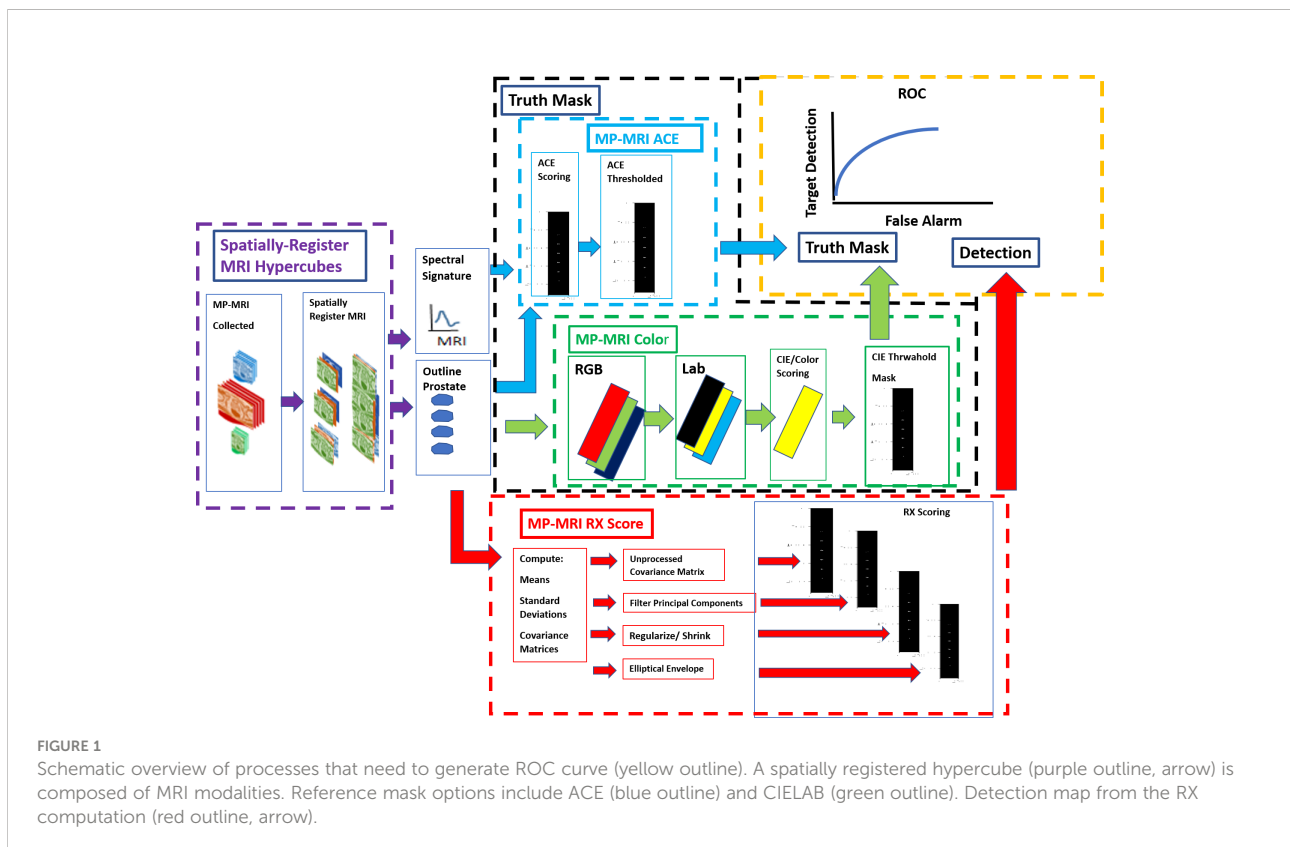 Truth Mask
ROC
MP-MRI ACE
ACE
Scoring
ACE
Thresholded
Target Detection
False Alarm
Truth Mask
Detection
Spatially-Register
MRI Hypercubes
MP-MRI
Collected
Spatially
Register MRI
Spectral
Signature
MRI
Outline
Prostate
MP-MRI Color
RGB
Lab
CIE/Color
Scoring
CIE Thrwahold
Mask
MP-MRI RX Score
RX Scoring
Compute:
Means
Standard
Deviations
Covariance
Matrices
Unprocessed
Covariance Matrix
Filter Principal Components
Regularize/ Shrink
Elliptical Envelope
FIGURE 1
Schematic overview of processes that need to generate ROC curve (yellow outline). A spatially registered hypercube (purple outline, arrow) is
composed of MRI modalities. Reference mask options include ACE (blue outline) and CIELAB (green outline). Detection map from the RX
computation (red outline, arrow).